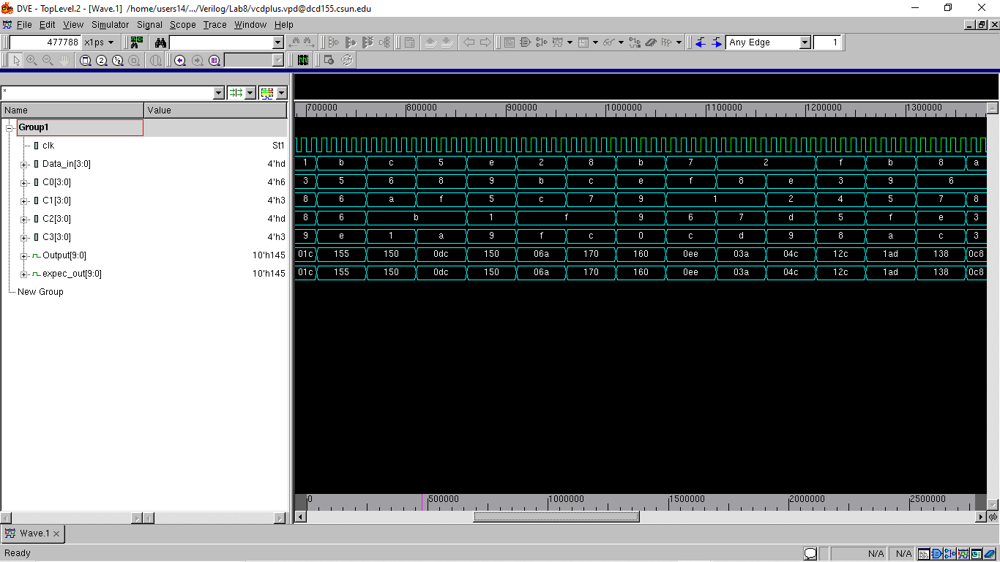 DVE - TopLevel.2 - [Wave.1] /home/users14/.../Verilog/Lab8/vcdplus.vpd@dcd155.csun.edu
File Edit View Simulator Signal Scope Trace Window Help
477788 x1ps Any Edge 1
*
Name Value
700000 800000 900000 1000000 1100000 1200000 1300000
Group1
clk St1
Data_in[3:0] 4'hd 1 b c 5 e 2 8 b 7 2 f b 8 a
C0[3:0] 4'h6 3 5 6 8 9 b c e f 8 e 3 9 6
C1[3:0] 4'h3 8 6 a f 5 c 7 9 1 2 4 5 7 8
C2[3:0] 4'hd 8 6 b 1 f 9 6 7 d 5 f e 3
C3[3:0] 4'h3 9 e 1 a 9 f c 0 c d 9 8 a c 3
Output[9:0] 10'h145 01c 155 150 0dc 150 06a 170 160 0ee 03a 04c 12c 1ad 138 0c8
expec_out[9:0] 10'h145 01c 155 150 0dc 150 06a 170 160 0ee 03a 04c 12c 1ad 138 0c8
New Group
0 500000 1000000 1500000 2000000 2500000
Wave.1
Ready N/A N/A